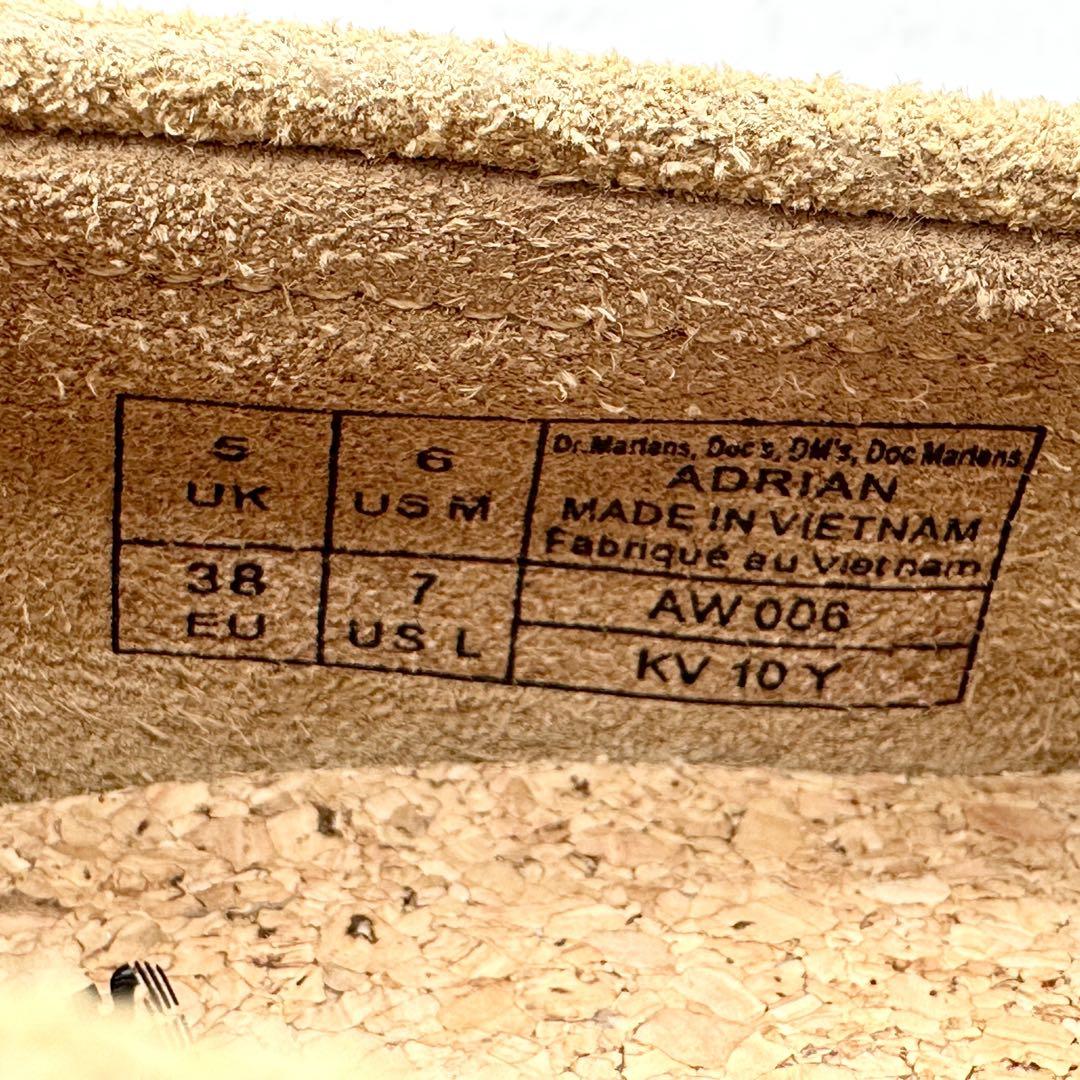 5
UK
6
US M
38
EU
7
US L
Dr. Martens, Doc's, DM's, Doc Martens
ADRIAN
MADE IN VIETNAM
Fabriqué au Vietnam
AW 006
KV 10 Y